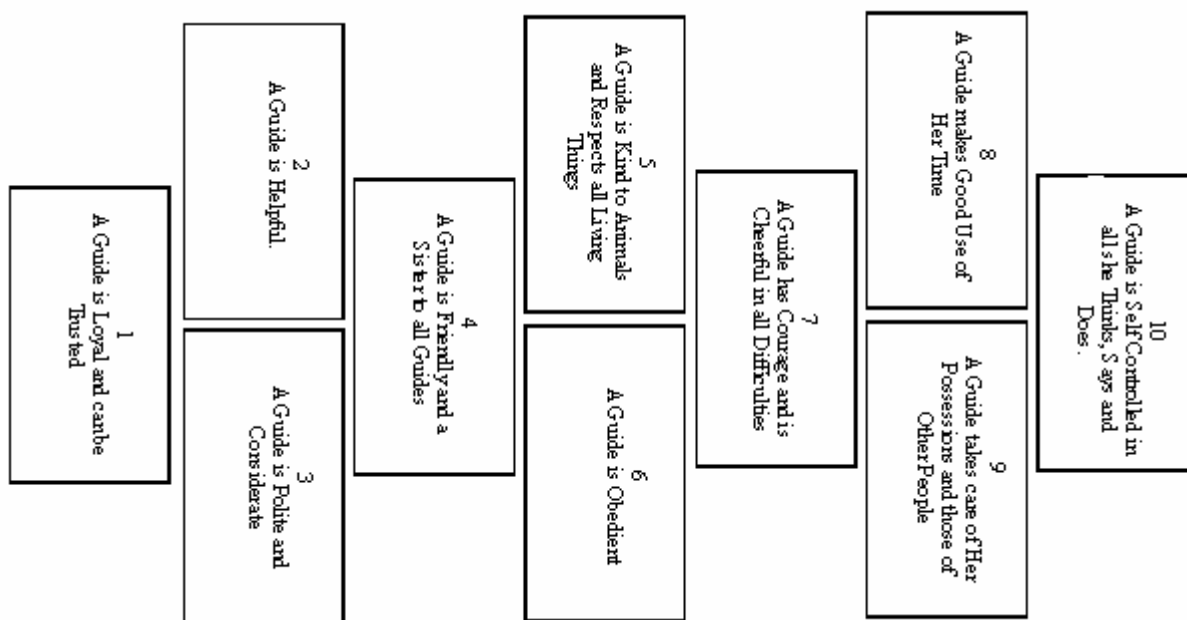 1
A Guide is Loyal and can be
Trusted
2
A Guide is Helpful.
3
A Guide is Polite and
Considerate
4
A Guide is Friendly and a
Sister to all Guides
5
A Guide is Kind to Animals
and Respects all Living
Things
6
A Guide is Obedient
7
A Guide has Courage and is
Cheerful in all Difficulties
8
A Guide makes Good Use of
Her Time
9
A Guide takes care of Her
Possessions and those of
Other People
10
A Guide is Self Controlled in
all she Thinks, Says and
Does.